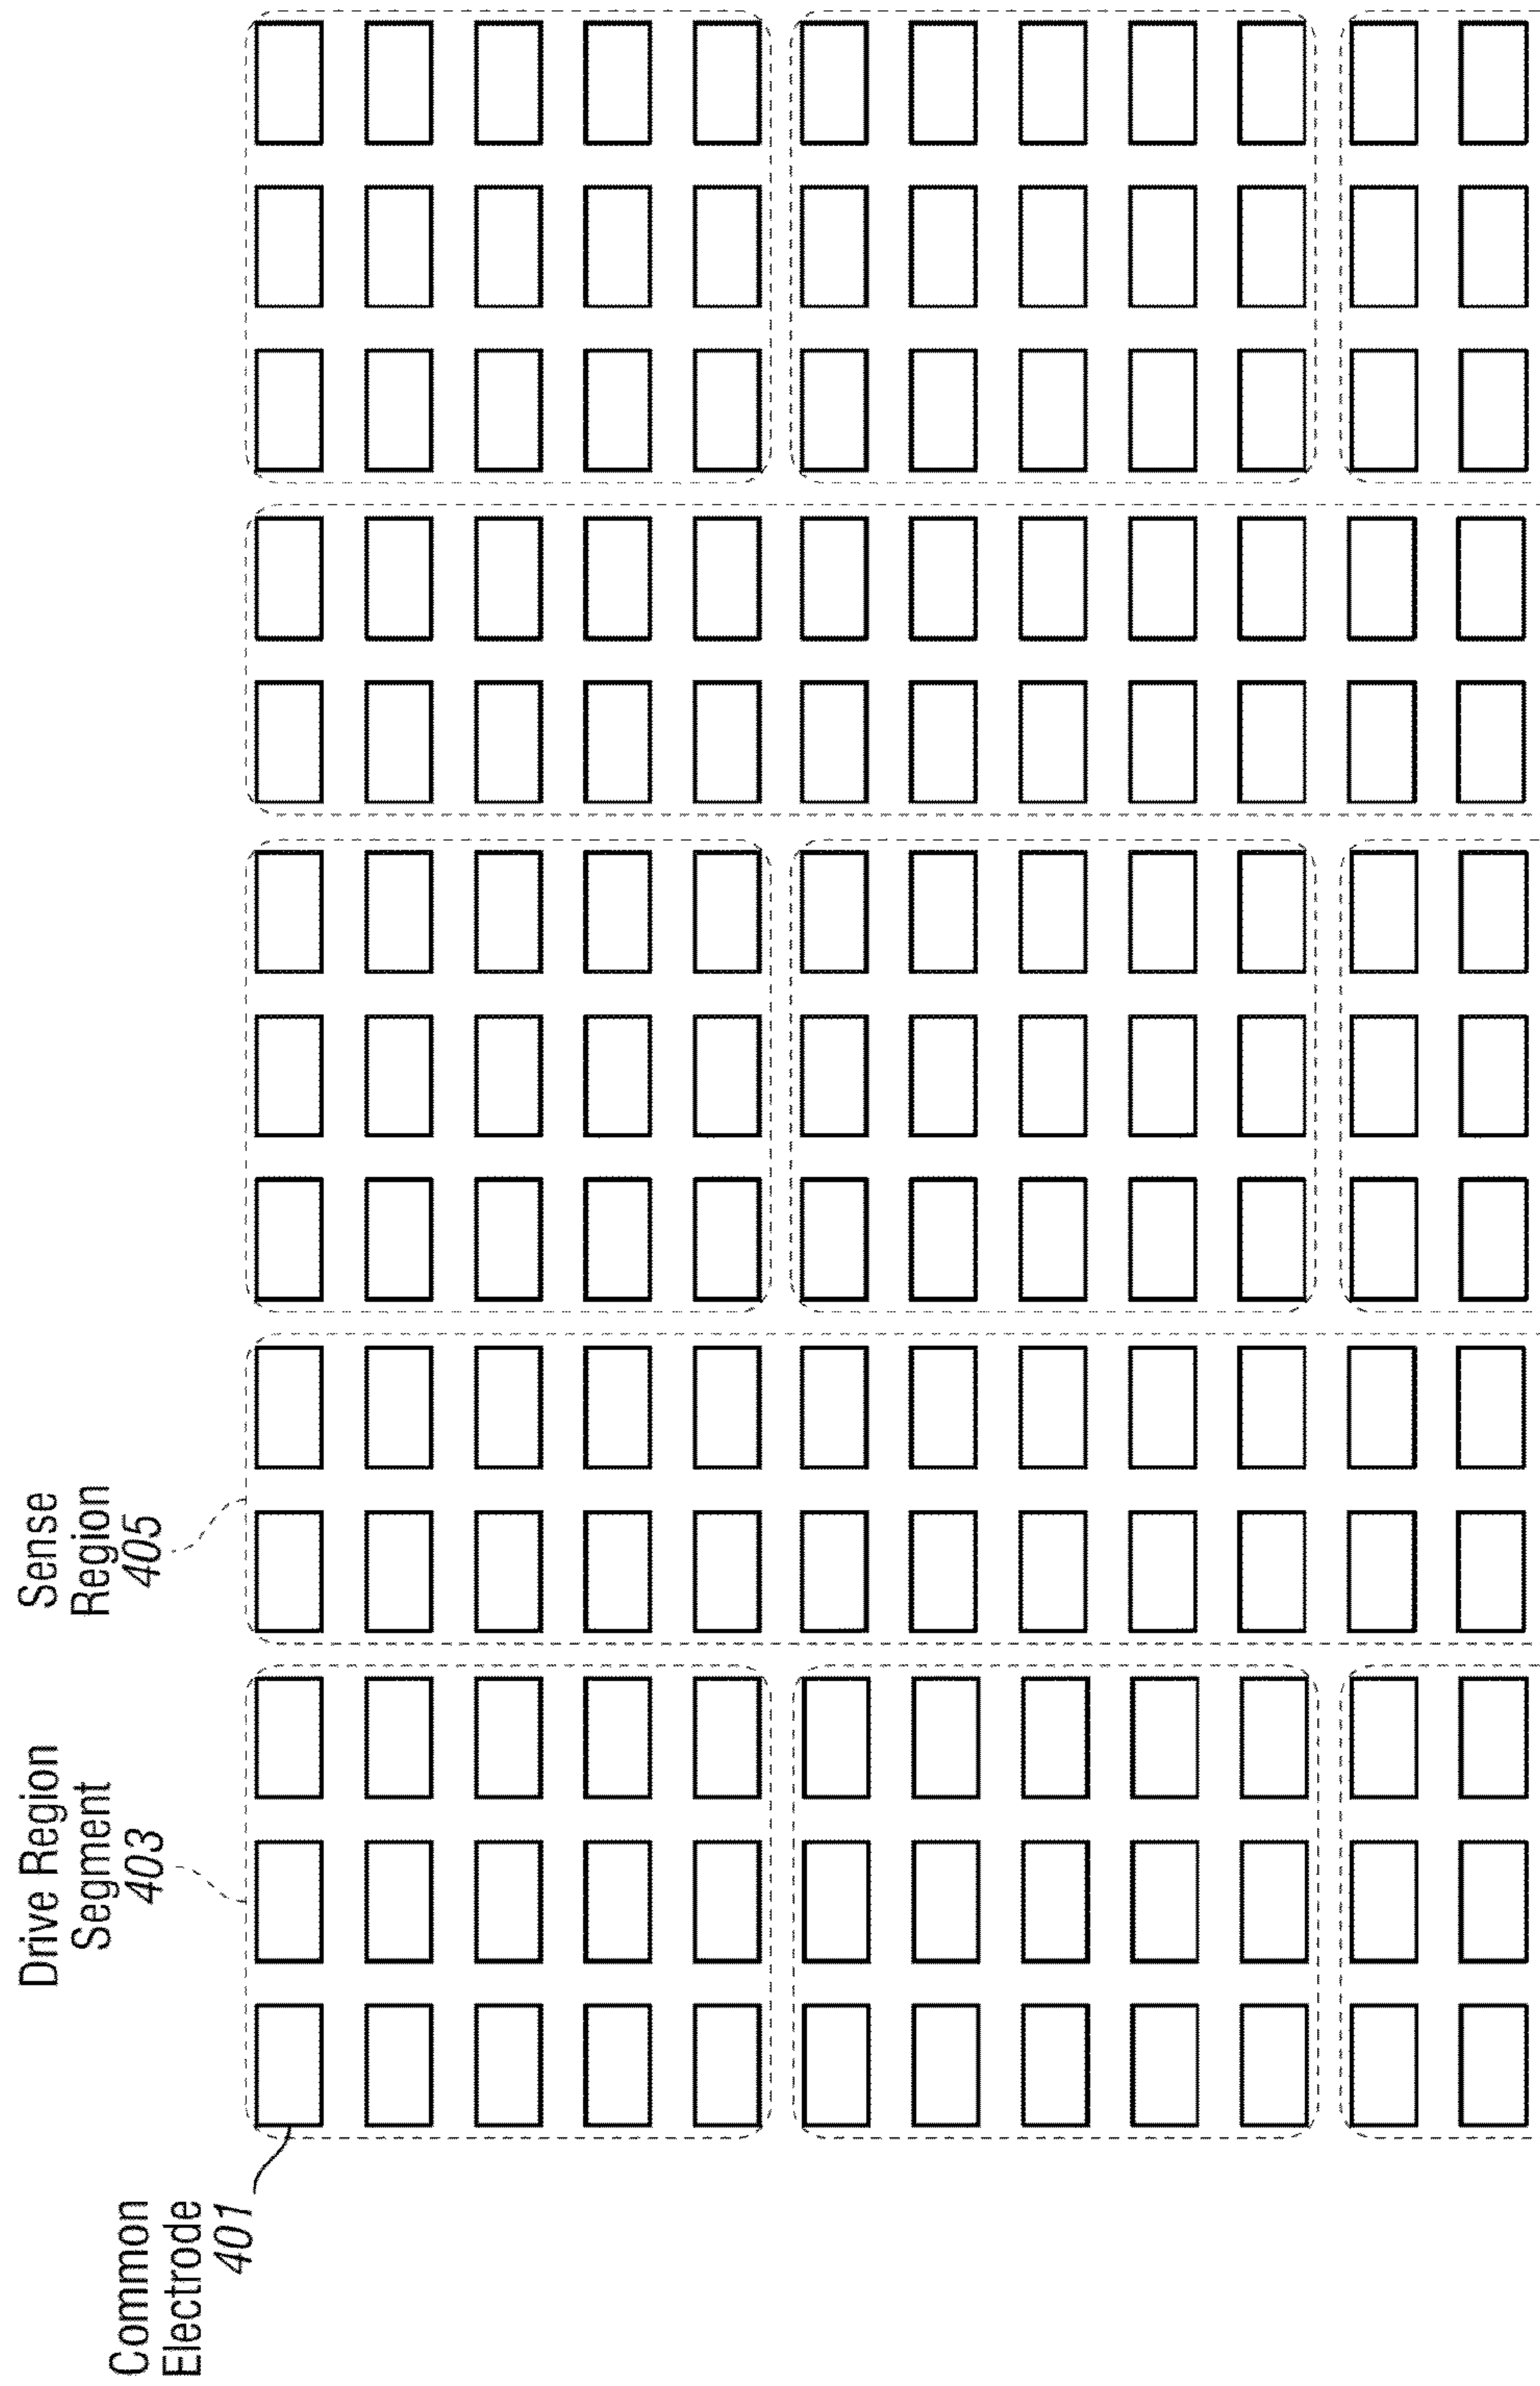 Common
Electrode
401
Drive Region
Segment
403
Sense
Region
405